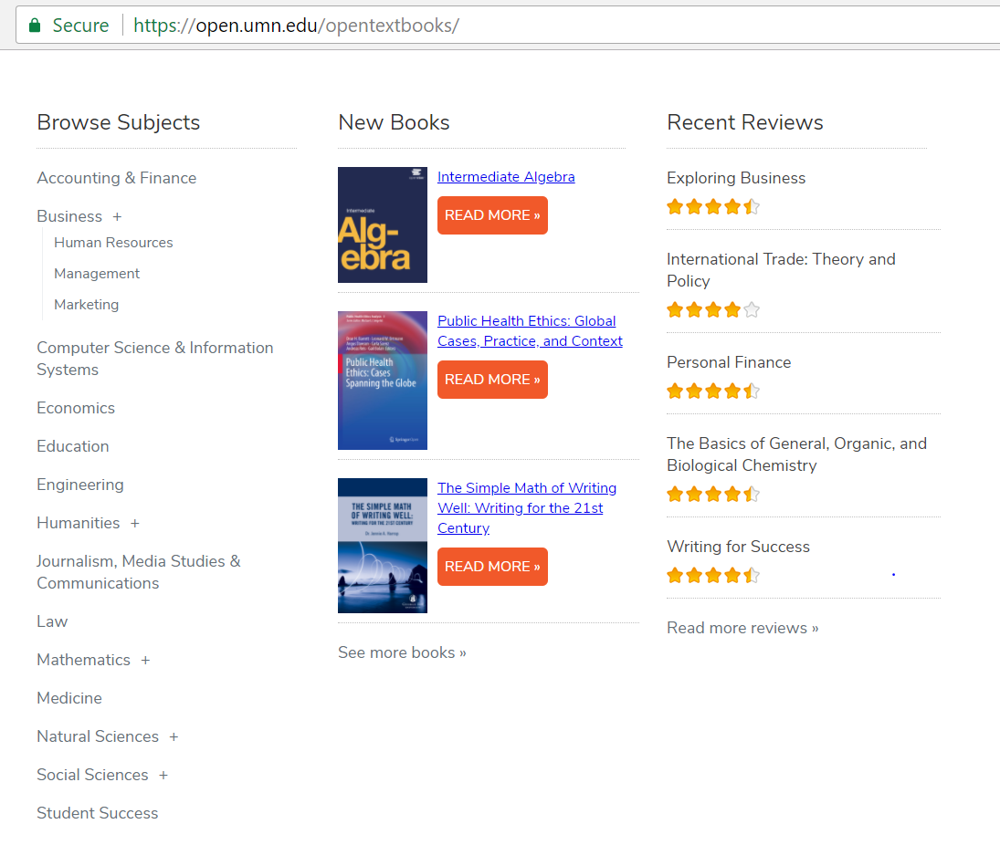 Secure https://open.umn.edu/opentextbooks/
Browse Subjects
Accounting & Finance
Business +
Human Resources
Management
Marketing
Computer Science & Information
Systems
Economics
Education
Engineering
Humanities +
Journalism, Media Studies &
Communications
Law
Mathematics +
Medicine
Natural Sciences +
Social Sciences +
Student Success
New Books
Intermediate
Alg-
ebra
Intermediate Algebra
READ MORE »
Public Health
Ethics: Cases
Spanning the Globe
Public Health Ethics: Global
Cases, Practice, and Context
READ MORE »
THE SIMPLE MATH
OF WRITING WELL:
WRITING FOR THE 21ST CENTURY
The Simple Math of Writing
Well: Writing for the 21st
Century
READ MORE »
See more books »
Recent Reviews
Exploring Business
International Trade: Theory and
Policy
Personal Finance
The Basics of General, Organic, and
Biological Chemistry
Writing for Success
Read more reviews »